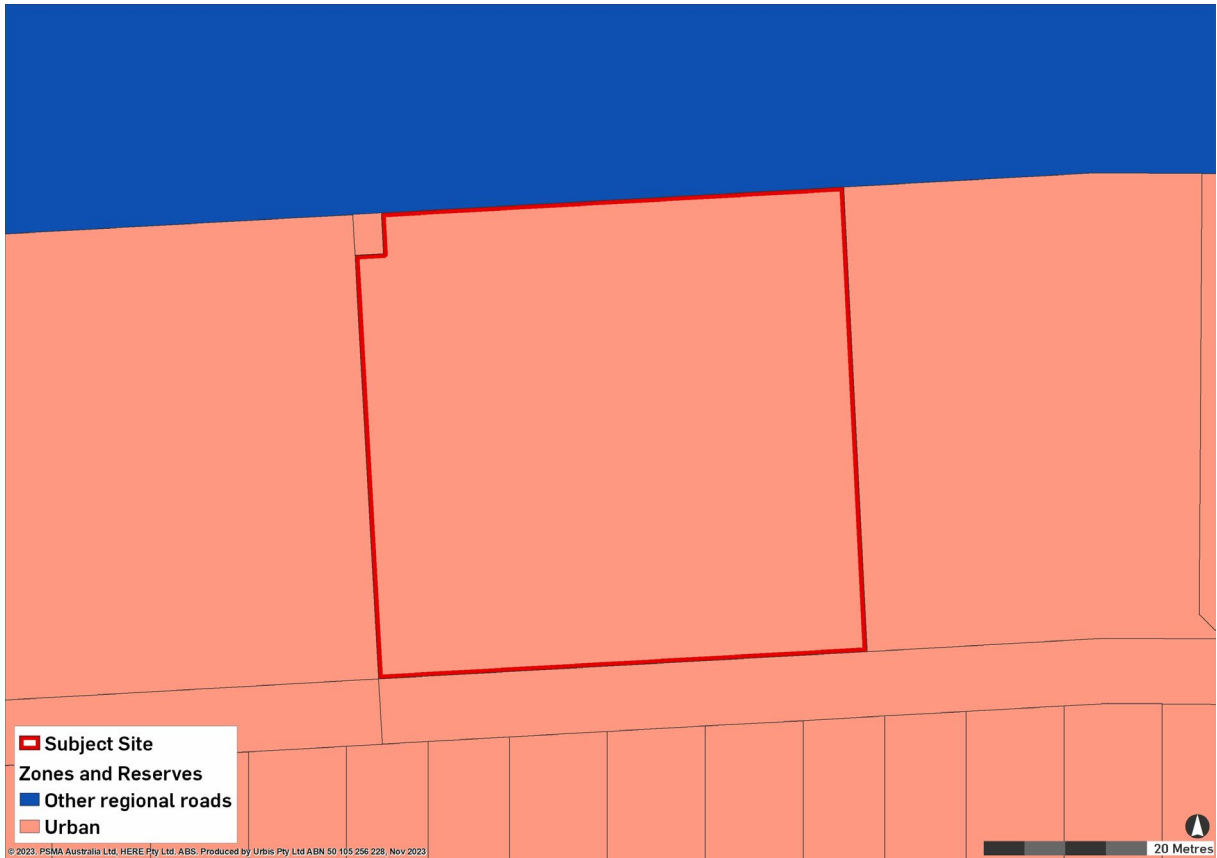 Subject Site
Zones and Reserves
Other regional roads
Urban
© 2023. PSMA Australia Ltd, HERE Pty Ltd. ABS. Produced by Urbis Pty Ltd ABN 50 105 256 228, Nov 2023
20 Metres